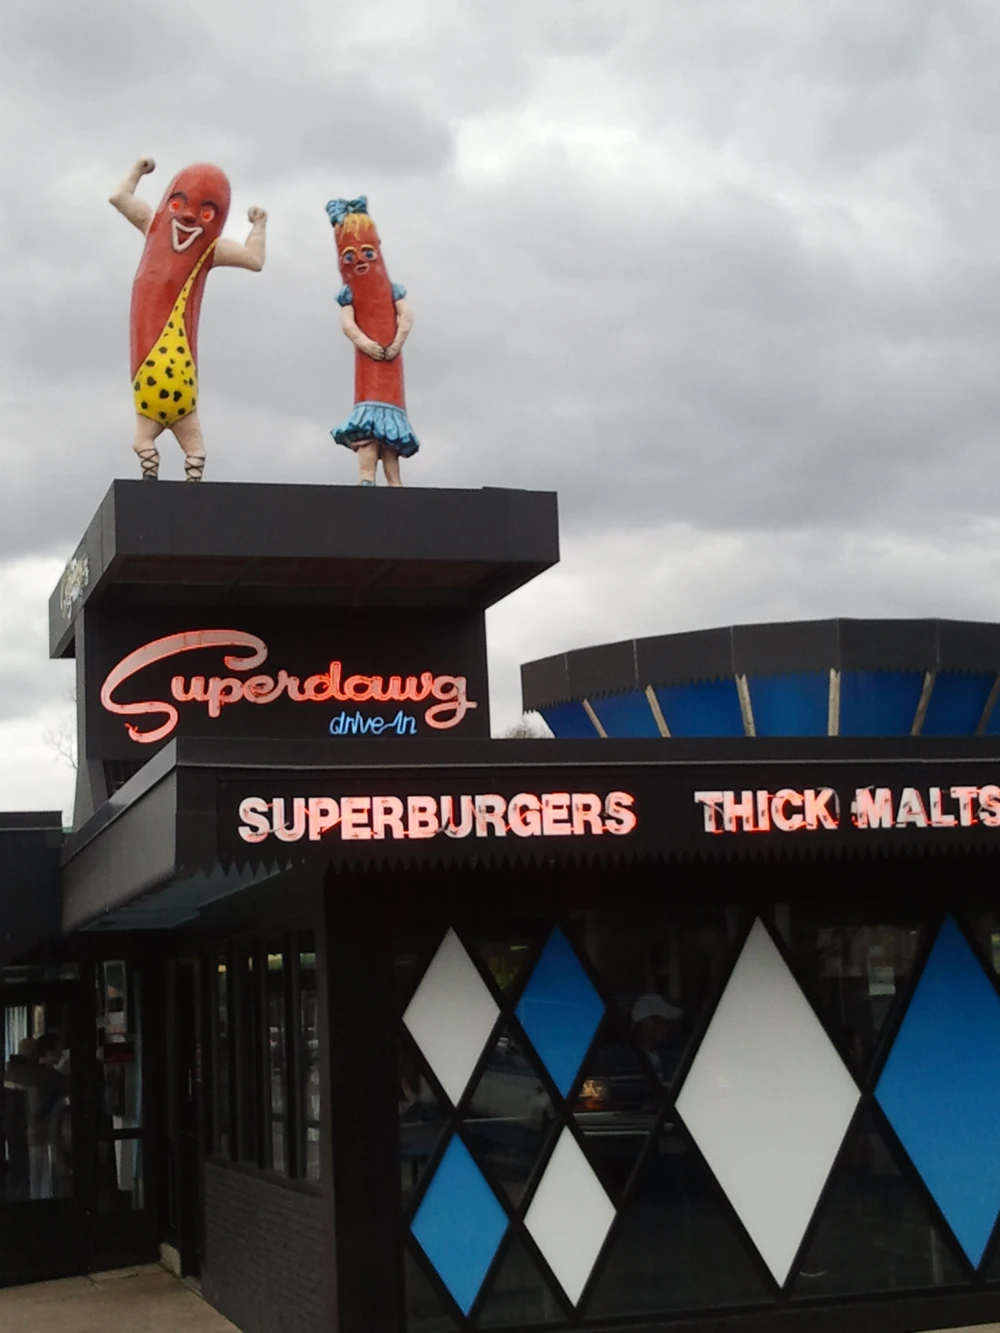 Superdawg
drive-In
SUPERBURGERS THICK MALTS